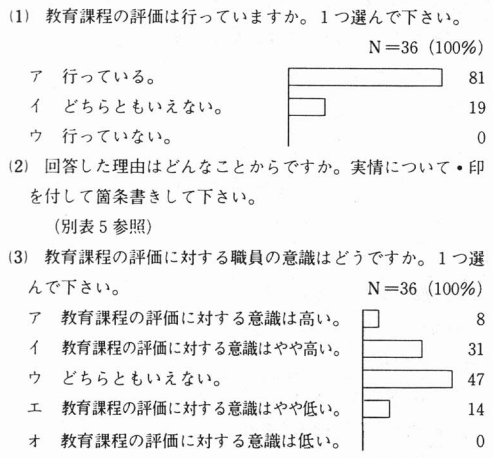 (1) 教育課程の評価は行っていますか。1つ選んで下さい。
N＝36（100%）
ア 行っている。 81
イ どちらともいえない。 19
ウ 行っていない。 0
(2) 回答した理由はどんなことからですか。実情について・印
を付して箇条書きして下さい。
（別表5参照）
(3) 教育課程の評価に対する職員の意識はどうですか。1つ選
んで下さい。 N＝36（100%）
ア 教育課程の評価に対する意識は高い。 8
イ 教育課程の評価に対する意識はやや高い。 31
ウ どちらともいえない。 47
エ 教育課程の評価に対する意識はやや低い。 14
オ 教育課程の評価に対する意識は低い。 0